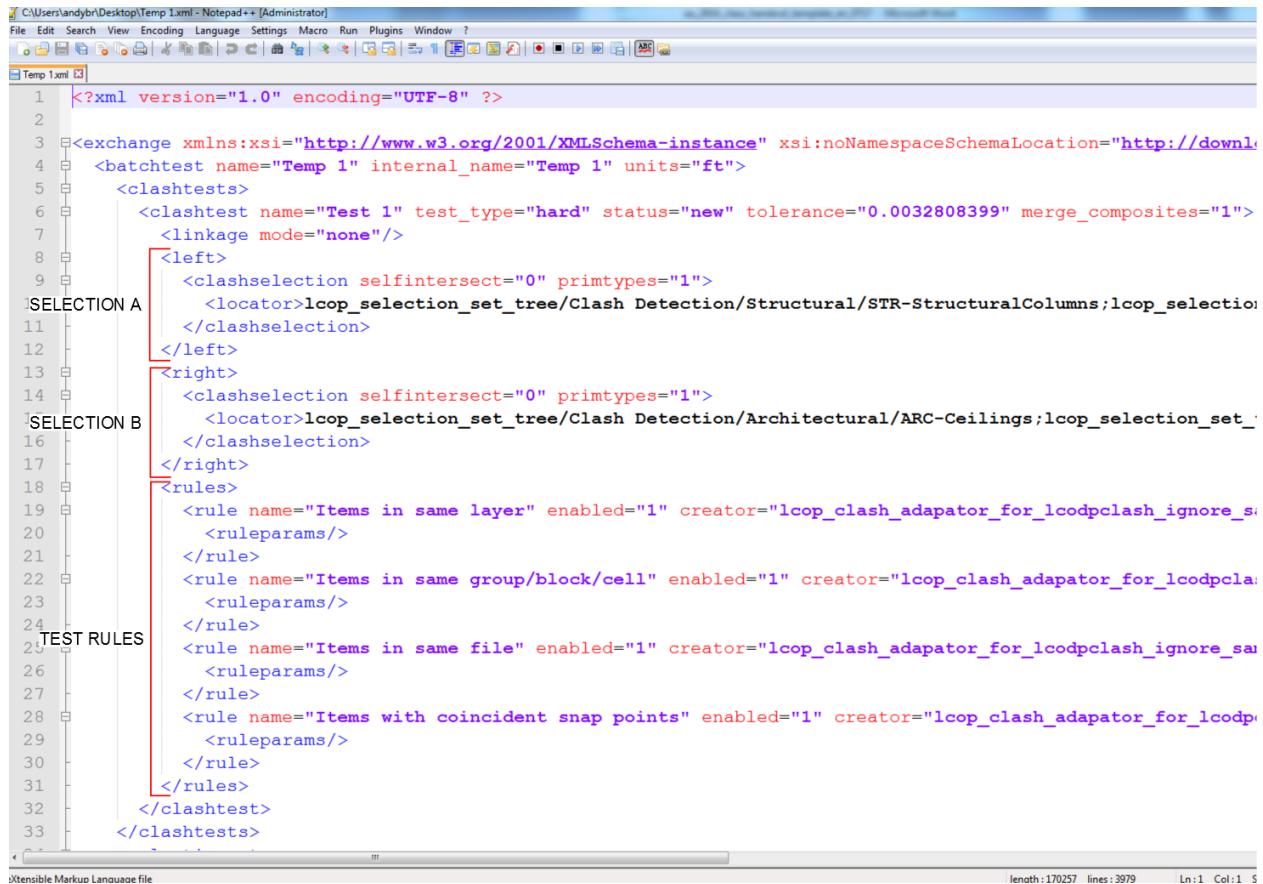 C:\Users\andybr\Desktop\Temp 1.xml - Notepad++ [Administrator]
File Edit Search View Encoding Language Settings Macro Run Plugins Window ?
Temp 1.xml
1 <?xml version="1.0" encoding="UTF-8" ?>
2
3 <exchange xmlns:xsi="http://www.w3.org/2001/XMLSchema-instance" xsi:noNamespaceSchemaLocation="http://downl
4 <batchtest name="Temp 1" internal_name="Temp 1" units="ft">
5 <clashtests>
6 <clashtest name="Test 1" test_type="hard" status="new" tolerance="0.0032808399" merge_composites="1">
7 <linkage mode="none"/>
8 <left>
9 <clashselection selfintersect="0" primtypes="1">
SELECTION A
<locator>lcop_selection_set_tree/Clash Detection/Structural/STR-StructuralColumns;lcop_selection
11 </clashselection>
12 </left>
13 <right>
14 <clashselection selfintersect="0" primtypes="1">
SELECTION B
<locator>lcop_selection_set_tree/Clash Detection/Architectural/ARC-Ceilings;lcop_selection_set_
16 </clashselection>
17 </right>
18 <rules>
19 <rule name="Items in same layer" enabled="1" creator="lcop_clash_adapator_for_lcodpclash_ignore_sa
20 <ruleparams/>
21 </rule>
22 <rule name="Items in same group/block/cell" enabled="1" creator="lcop_clash_adapator_for_lcodpcla
23 <ruleparams/>
24 </rule>
TEST RULES
25 <rule name="Items in same file" enabled="1" creator="lcop_clash_adapator_for_lcodpclash_ignore_sa
26 <ruleparams/>
27 </rule>
28 <rule name="Items with coincident snap points" enabled="1" creator="lcop_clash_adapator_for_lcodp
29 <ruleparams/>
30 </rule>
31 </rules>
32 </clashtest>
33 </clashtests>
eXtensible Markup Language file
length : 170257 lines : 3979
Ln : 1 Col : 1 S